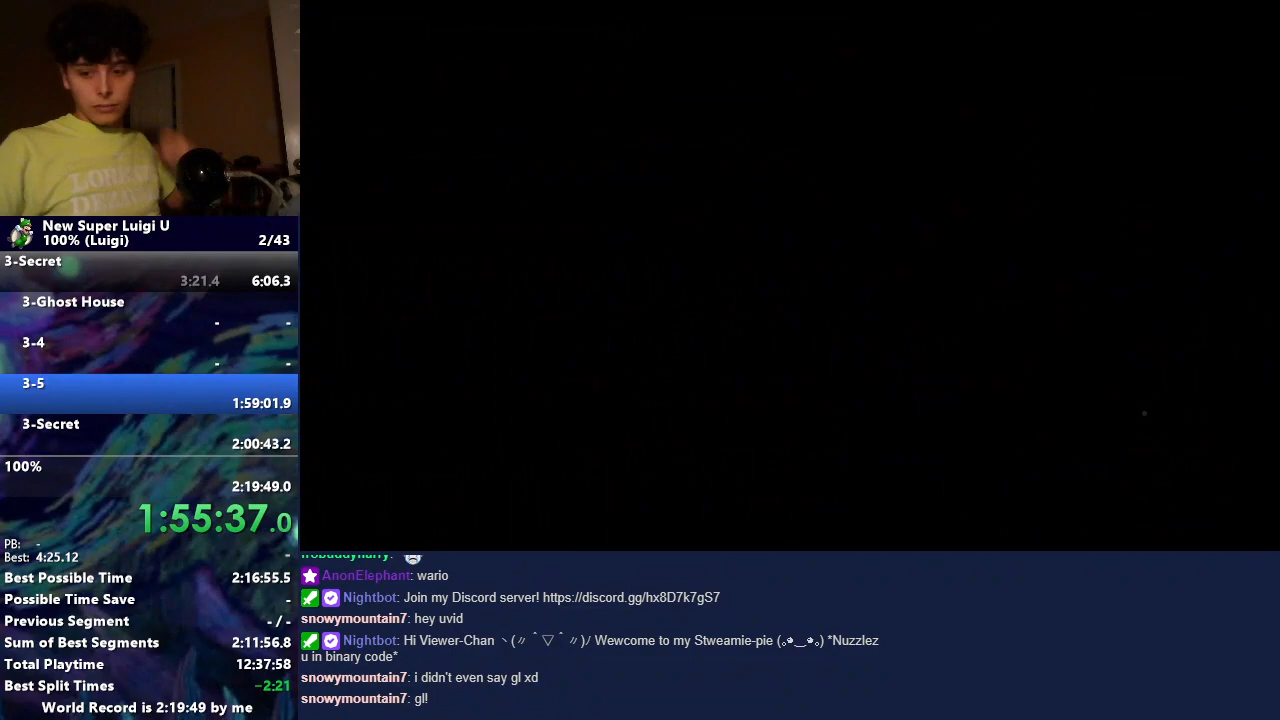 New Super Luigi U
100% (Luigi) 2/43
3-Secret
3:21.4 6:06.3
3-Ghost House
- -
3-4
- -
3-5
1:59:01.9
3-Secret
2:00:43.2
100%
2:19:49.0
1:55:37.0
PB: -
Best: 4:25.12 -
Best Possible Time 2:16:55.5
Possible Time Save -
Previous Segment - / -
Sum of Best Segments 2:11:56.8
Total Playtime 12:37:58
Best Split Times −2:21
World Record is 2:19:49 by me
AnonElephant: wario
Nightbot: Join my Discord server! https://discord.gg/hx8D7k7gS7
snowymountain7: hey uvid
Nightbot: Hi Viewer-Chan ヽ(〃＾▽＾〃)ﾉ Wewcome to my Stweamie-pie (｡◕‿◕｡) *Nuzzlez
u in binary code*
snowymountain7: i didn't even say gl xd
snowymountain7: gl!